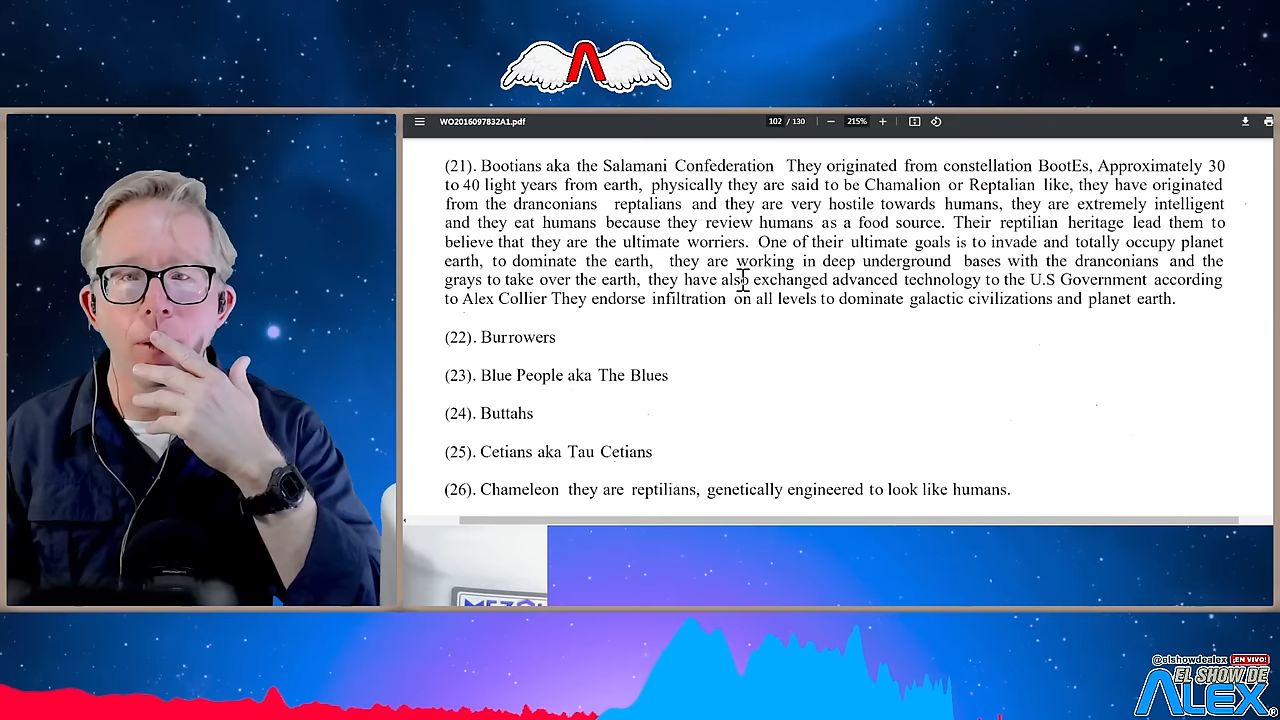 WO2016097832A1.pdf
102 / 130
215%
(21). Bootians aka the Salamani Confederation They originated from constellation BootEs, Approximately 30
to 40 light years from earth, physically they are said to be Chamalion or Reptalian like, they have originated
from the draconians reptalians and they are very hostile towards humans, they are extremely intelligent
and they eat humans because they review humans as a food source. Their reptilian heritage lead them to
believe that they are the ultimate worriers. One of their ultimate goals is to invade and totally occupy planet
earth, to dominate the earth, they are working in deep underground bases with the draconians and the
grays to take over the earth, they have also exchanged advanced technology to the U.S Government according
to Alex Collier They endorse infiltration on all levels to dominate galactic civilizations and planet earth.
(22). Burrowers
(23). Blue People aka The Blues
(24). Buttahs
(25). Cetians aka Tau Cetians
(26). Chameleon they are reptilians, genetically engineered to look like humans.
@elshowdealex ¡EN VIVO!
EL SHOW DE
ALEX